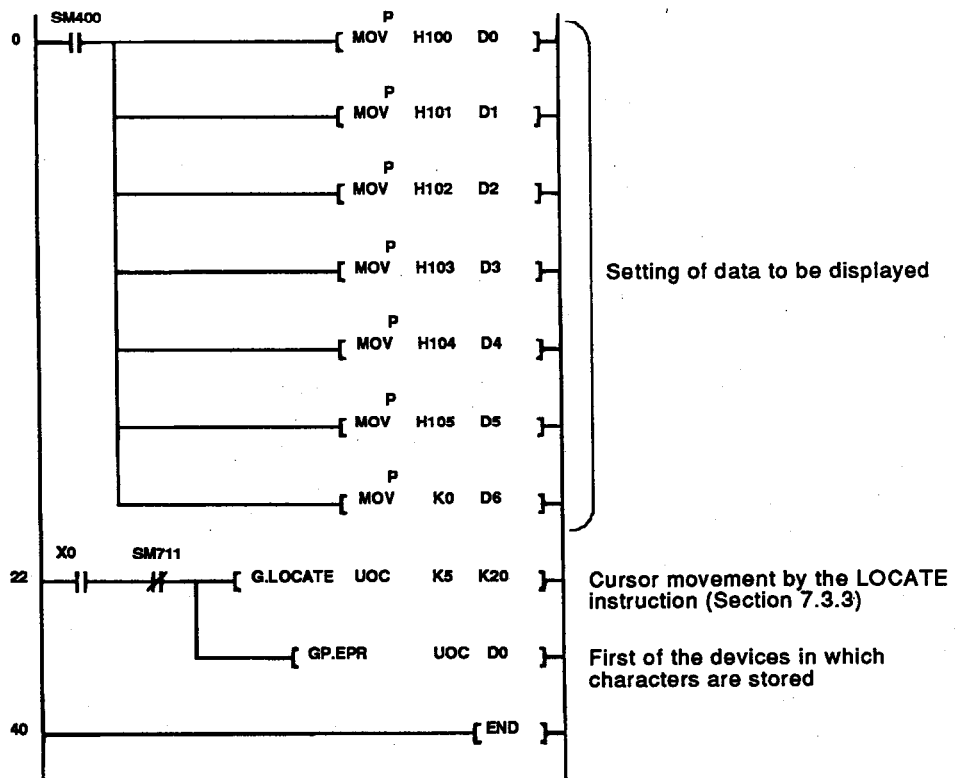 SM400
P
0 MOV H100 D0
P
MOV H101 D1
P
MOV H102 D2
P
MOV H103 D3
Setting of data to be displayed
P
MOV H104 D4
P
MOV H105 D5
P
MOV K0 D6
X0 SM711
22 G.LOCATE UOC K5 K20
Cursor movement by the LOCATE
instruction (Section 7.3.3)
GP.EPR UOC D0
First of the devices in which
characters are stored
40 END